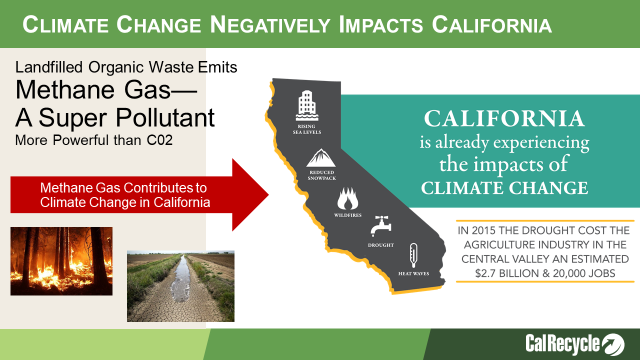 CLIMATE CHANGE NEGATIVELY IMPACTS CALIFORNIA
Landfilled Organic Waste Emits
Methane Gas—
A Super Pollutant
More Powerful than C02
Methane Gas Contributes to
Climate Change in California
RISING
SEA LEVELS
REDUCED
SNOWPACK
WILDFIRES
DROUGHT
HEAT WAVES
CALIFORNIA
is already experiencing
the impacts of
CLIMATE CHANGE
IN 2015 THE DROUGHT COST THE
AGRICULTURE INDUSTRY IN THE
CENTRAL VALLEY AN ESTIMATED
$2.7 BILLION & 20,000 JOBS
CalRecycle